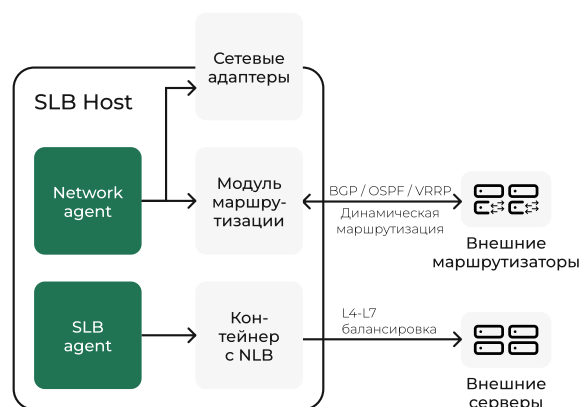 Сетевые
адаптеры
SLB Host
Network
agent
Модуль
маршру-
тизации
BGP / OSPF / VRRP
Динамическая
маршрутизация
Внешние
маршрутизаторы
SLB
agent
Кон-
тейнер
с NLB
L4-L7
балансировка
Внешние
серверы